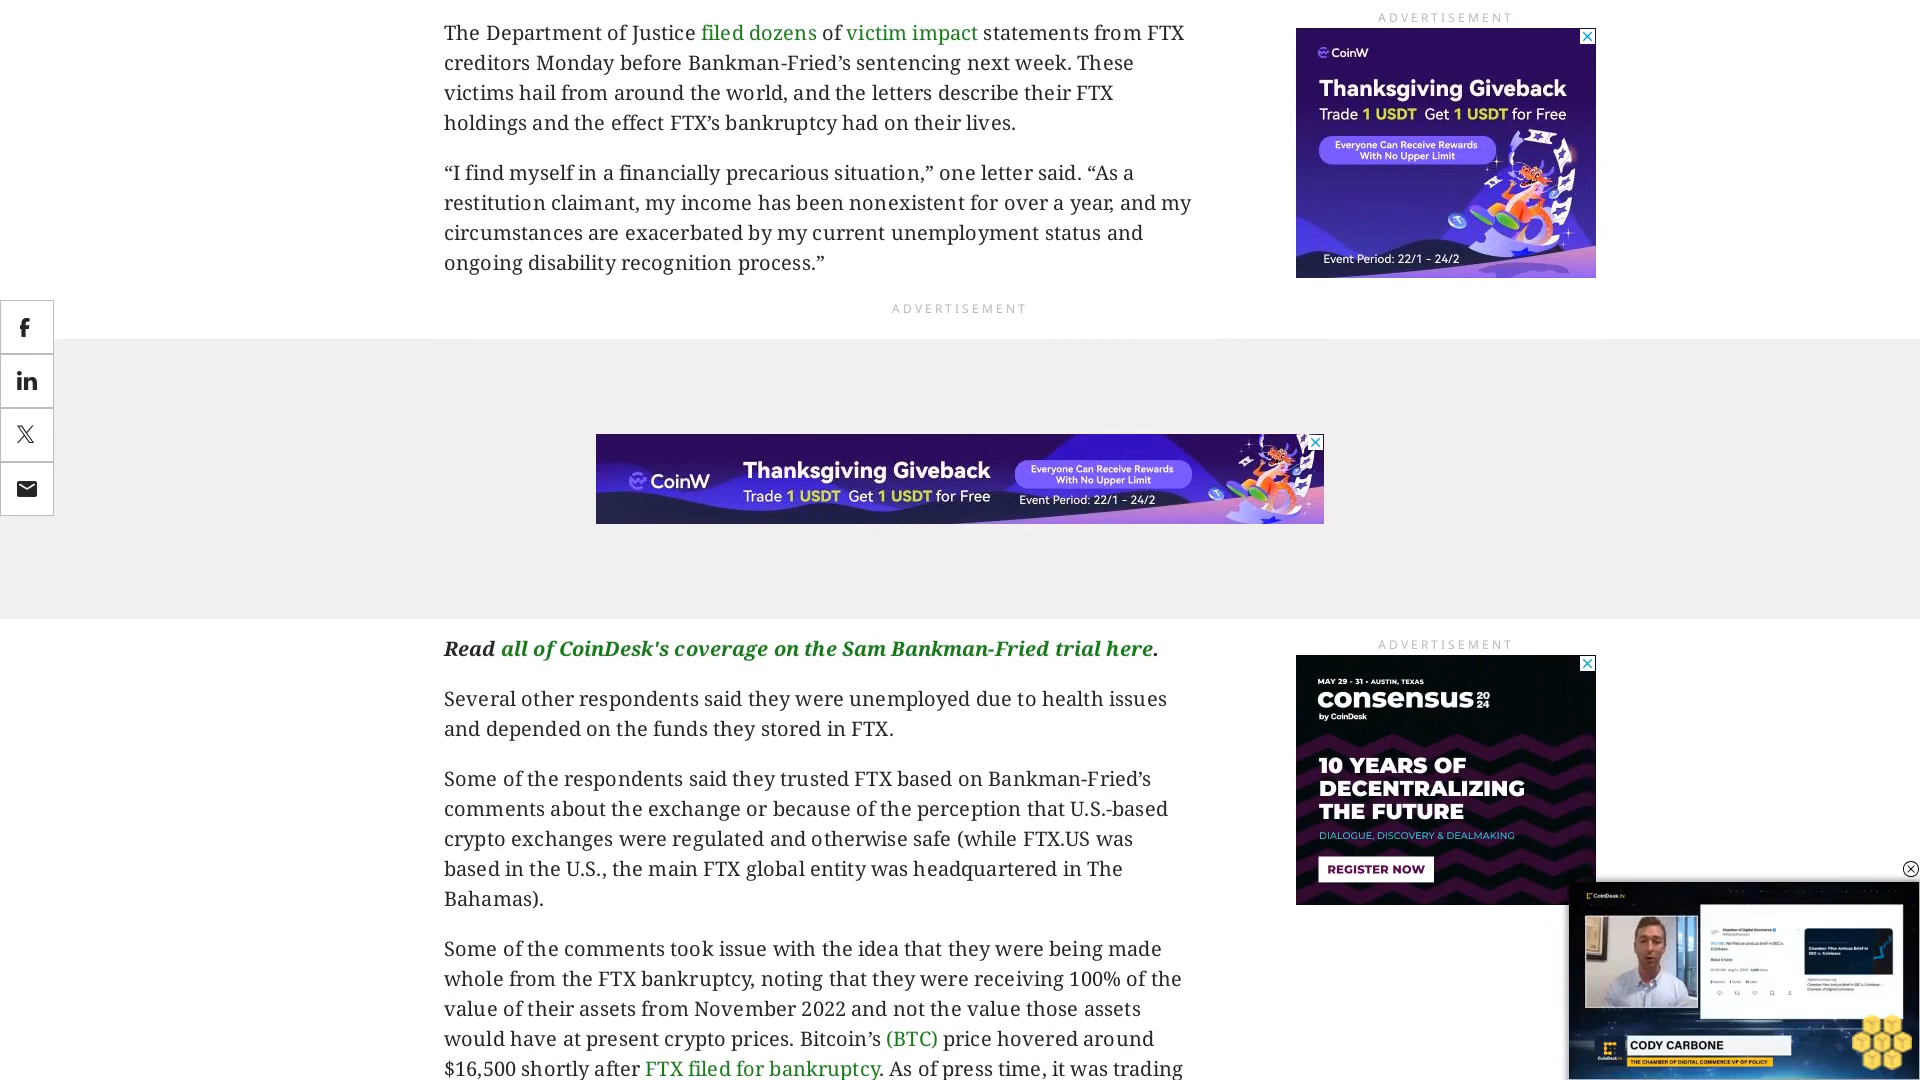 The Department of Justice filed dozens of victim impact statements from FTX
creditors Monday before Bankman-Fried’s sentencing next week. These
victims hail from around the world, and the letters describe their FTX
holdings and the effect FTX’s bankruptcy had on their lives.
“I find myself in a financially precarious situation,” one letter said. “As a
restitution claimant, my income has been nonexistent for over a year, and my
circumstances are exacerbated by my current unemployment status and
ongoing disability recognition process.”
ADVERTISEMENT
CoinW
Thanksgiving Giveback
Trade 1 USDT Get 1 USDT for Free
Everyone Can Receive Rewards
With No Upper Limit
Event Period: 22/1 - 24/2
ADVERTISEMENT
CoinW
Thanksgiving Giveback
Trade 1 USDT Get 1 USDT for Free
Everyone Can Receive Rewards
With No Upper Limit
Event Period: 22/1 - 24/2
Read all of CoinDesk's coverage on the Sam Bankman-Fried trial here.
Several other respondents said they were unemployed due to health issues
and depended on the funds they stored in FTX.
Some of the respondents said they trusted FTX based on Bankman-Fried’s
comments about the exchange or because of the perception that U.S.-based
crypto exchanges were regulated and otherwise safe (while FTX.US was
based in the U.S., the main FTX global entity was headquartered in The
Bahamas).
Some of the comments took issue with the idea that they were being made
whole from the FTX bankruptcy, noting that they were receiving 100% of the
value of their assets from November 2022 and not the value those assets
would have at present crypto prices. Bitcoin’s (BTC) price hovered around
$16,500 shortly after FTX filed for bankruptcy. As of press time, it was trading
ADVERTISEMENT
MAY 29 - 31 • AUSTIN, TEXAS
consensus 2024
by CoinDesk
10 YEARS OF
DECENTRALIZING
THE FUTURE
DIALOGUE, DISCOVERY & DEALMAKING
REGISTER NOW
CoinDesk.tv
Chamber of Digital Commerce
Chamber Files Amicus Brief in
SEC v. Coinbase
CoinDesk.tv
CODY CARBONE
THE CHAMBER OF DIGITAL COMMERCE VP OF POLICY